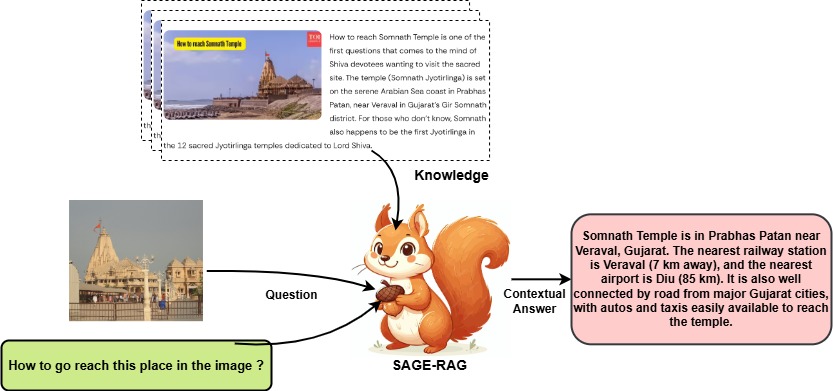 How to reach Somnath Temple
TOI
How to reach Somnath Temple is one of the
first questions that comes to the mind of
Shiva devotees wanting to visit the sacred
site. The temple (Somnath Jyotirlinga) is set
on the serene Arabian Sea coast in Prabhas
Patan, near Veraval in Gujarat's Gir Somnath
district. For those who don't know, Somnath
also happens to be the first Jyotirlinga in
the 12 sacred Jyotirlinga temples dedicated to Lord Shiva.
Knowledge
Question
How to go reach this place in the image ?
SAGE-RAG
Contextual
Answer
Somnath Temple is in Prabhas Patan near
Veraval, Gujarat. The nearest railway station
is Veraval (7 km away), and the nearest
airport is Diu (85 km). It is also well
connected by road from major Gujarat cities,
with autos and taxis easily available to reach
the temple.